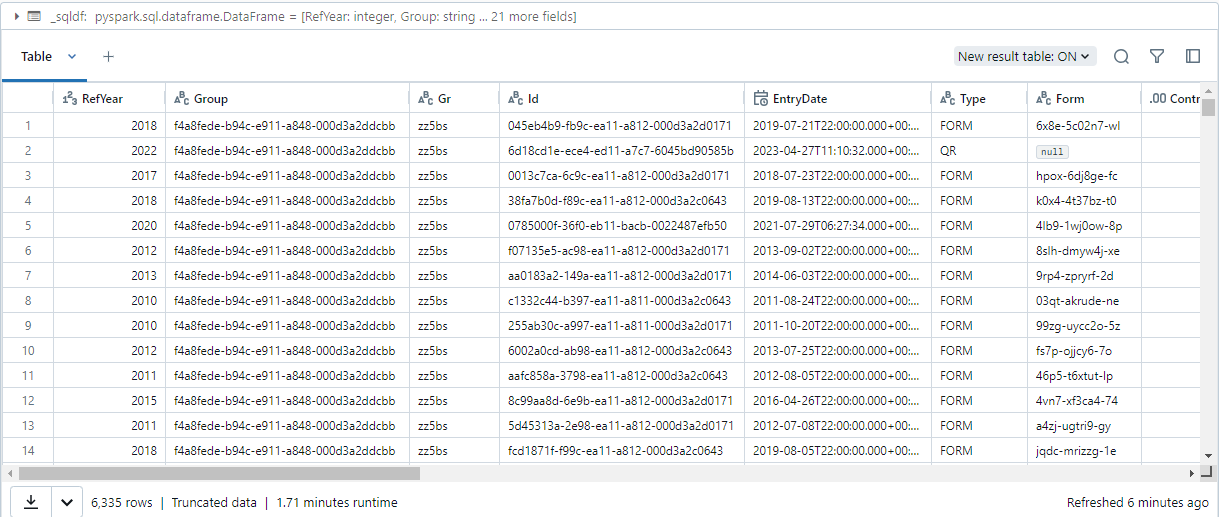 _sqldf: pyspark.sql.dataframe.DataFrame = [RefYear: integer, Group: string ... 21 more fields]
Table + New result table: ON
1 2 3 RefYear ABC Group ABC Gr ABC Id EntryDate ABC Type ABC Form .00 Contr
1 2018 f4a8fede-b94c-e911-a848-000d3a2ddcbb zz5bs 045eb4b9-fb9c-ea11-a812-000d3a2d0171 2019-07-21T22:00:00.000+00:... FORM 6x8e-5c02n7-wl
2 2022 f4a8fede-b94c-e911-a848-000d3a2ddcbb zz5bs 6d18cd1e-ece4-ed11-a7c7-6045bd90585b 2023-04-27T11:10:32.000+00:... QR null
3 2017 f4a8fede-b94c-e911-a848-000d3a2ddcbb zz5bs 0013c7ca-6c9c-ea11-a812-000d3a2d0171 2018-07-23T22:00:00.000+00:... FORM hpox-6dj8ge-fc
4 2018 f4a8fede-b94c-e911-a848-000d3a2ddcbb zz5bs 38fa7b0d-f89c-ea11-a812-000d3a2c0643 2019-08-13T22:00:00.000+00:... FORM k0x4-4t37bz-t0
5 2020 f4a8fede-b94c-e911-a848-000d3a2ddcbb zz5bs 0785000f-36f0-eb11-bacb-0022487efb50 2021-07-29T06:27:34.000+00:... FORM 4lb9-1wj0ow-8p
6 2012 f4a8fede-b94c-e911-a848-000d3a2ddcbb zz5bs f07135e5-ac98-ea11-a812-000d3a2d0171 2013-09-02T22:00:00.000+00:... FORM 8slh-dmyw4j-xe
7 2013 f4a8fede-b94c-e911-a848-000d3a2ddcbb zz5bs aa0183a2-149a-ea11-a812-000d3a2d0171 2014-06-03T22:00:00.000+00:... FORM 9rp4-zpryrf-2d
8 2010 f4a8fede-b94c-e911-a848-000d3a2ddcbb zz5bs c1332c44-b397-ea11-a811-000d3a2c0643 2011-08-24T22:00:00.000+00:... FORM 03qt-akrude-ne
9 2010 f4a8fede-b94c-e911-a848-000d3a2ddcbb zz5bs 255ab30c-a997-ea11-a811-000d3a2d0171 2011-10-20T22:00:00.000+00:... FORM 99zg-uycc2o-5z
10 2012 f4a8fede-b94c-e911-a848-000d3a2ddcbb zz5bs 6002a0cd-ab98-ea11-a812-000d3a2c0643 2013-07-25T22:00:00.000+00:... FORM fs7p-ojjcy6-7o
11 2011 f4a8fede-b94c-e911-a848-000d3a2ddcbb zz5bs aafc858a-3798-ea11-a812-000d3a2c0643 2012-08-05T22:00:00.000+00:... FORM 46p5-t6xtut-lp
12 2015 f4a8fede-b94c-e911-a848-000d3a2ddcbb zz5bs 8c99aa8d-6e9b-ea11-a812-000d3a2c0643 2016-04-26T22:00:00.000+00:... FORM 4vn7-xf3ca4-74
13 2011 f4a8fede-b94c-e911-a848-000d3a2ddcbb zz5bs 5d45313a-2e98-ea11-a812-000d3a2d0171 2012-07-08T22:00:00.000+00:... FORM a4zj-ugtri9-gy
14 2018 f4a8fede-b94c-e911-a848-000d3a2ddcbb zz5bs fcd1871f-f99c-ea11-a812-000d3a2c0643 2019-08-05T22:00:00.000+00:... FORM jqdc-mrizzg-1e
6,335 rows | Truncated data | 1.71 minutes runtime Refreshed 6 minutes ago